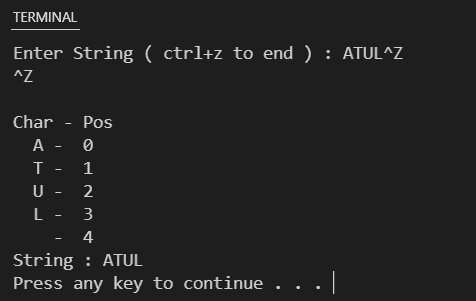 TERMINAL
Enter String ( ctrl+z to end ) : ATUL^Z
^Z
Char - Pos
A - 0
T - 1
U - 2
L - 3
- 4
String : ATUL
Press any key to continue . . .